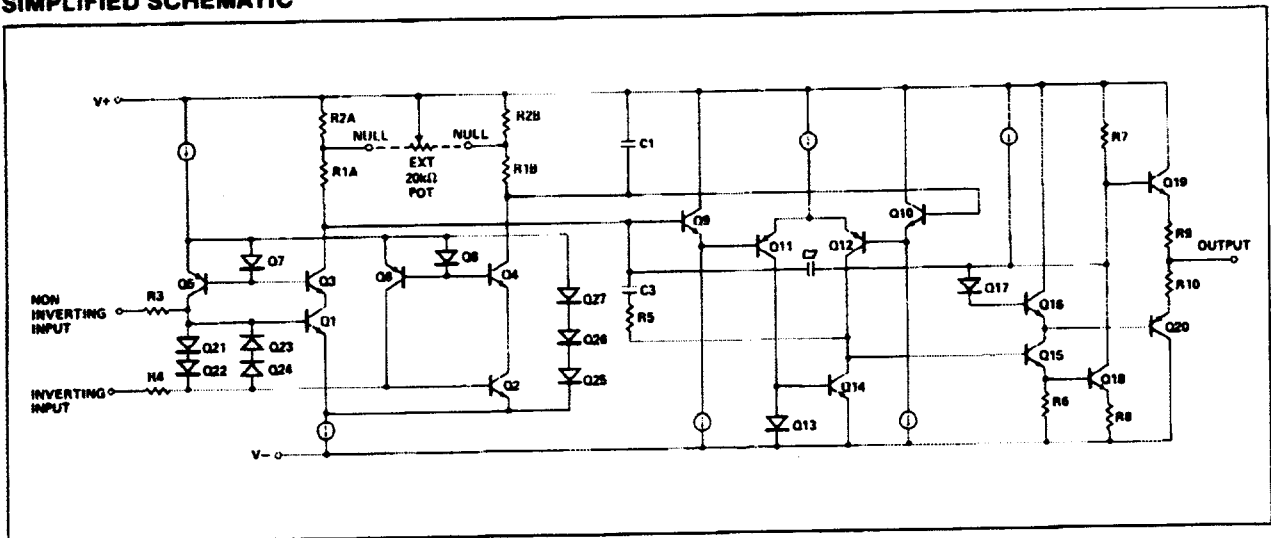 SIMPLIFIED SCHEMATIC
V+
R2A
NULL
NULL
R2B
EXT
20kΩ
POT
R1A
R1B
C1
Q9
Q10
Q11
Q12
R7
Q19
R9
OUTPUT
R10
Q20
Q5
Q7
Q3
Q6
Q8
Q4
Q27
Q26
Q25
C3
R5
C2
Q17
Q16
Q15
Q18
R6
R8
NON
INVERTING
INPUT
R3
Q1
Q21
Q23
Q22
Q24
R4
INVERTING
INPUT
Q2
Q14
Q13
V-